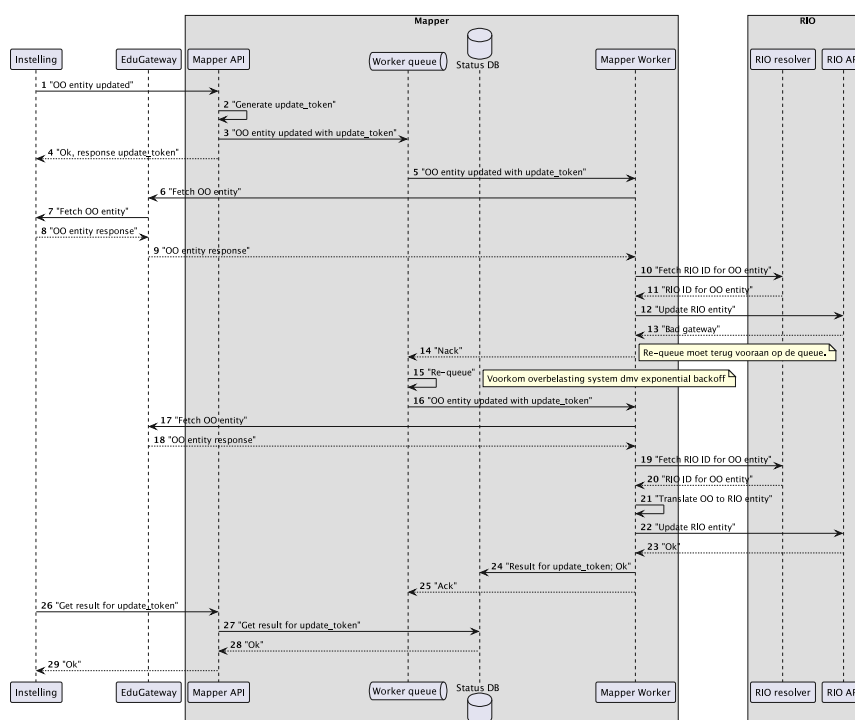 Mapper
RIO
Instelling
EduGateway
Mapper API
Worker queue
Status DB
Mapper Worker
RIO resolver
RIO AP
1 "OO entity updated"
2 "Generate update_token"
3 "OO entity updated with update_token"
4 "Ok, response update_token"
5 "OO entity updated with update_token"
6 "Fetch OO entity"
7 "Fetch OO entity"
8 "OO entity response"
9 "OO entity response"
10 "Fetch RIO ID for OO entity"
11 "RIO ID for OO entity"
12 "Update RIO entity"
13 "Bad gateway"
14 "Nack"
Re-queue moet terug vooraan op de queue.
15 "Re-queue"
Voorkom overbelasting system dmv exponential backoff
16 "OO entity updated with update_token"
17 "Fetch OO entity"
18 "OO entity response"
19 "Fetch RIO ID for OO entity"
20 "RIO ID for OO entity"
21 "Translate OO to RIO entity"
22 "Update RIO entity"
23 "Ok"
24 "Result for update_token; Ok"
25 "Ack"
26 "Get result for update_token"
27 "Get result for update_token"
28 "Ok"
29 "Ok"
Instelling
EduGateway
Mapper API
Worker queue
Status DB
Mapper Worker
RIO resolver
RIO AP